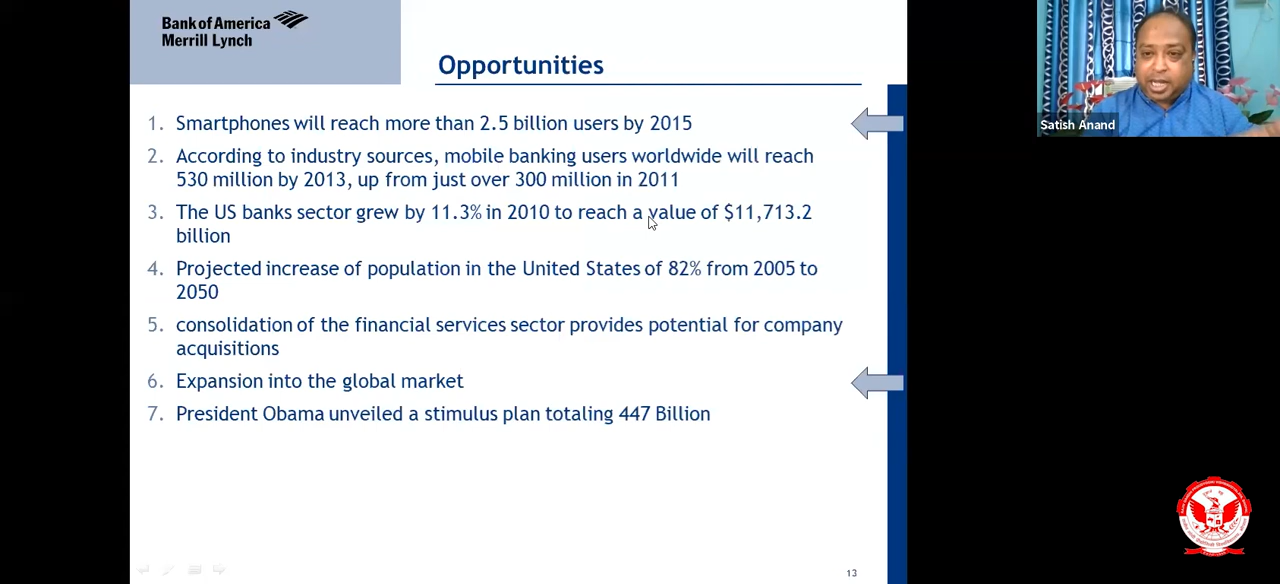 Bank of America
Merrill Lynch
Opportunities
1. Smartphones will reach more than 2.5 billion users by 2015
2. According to industry sources, mobile banking users worldwide will reach
530 million by 2013, up from just over 300 million in 2011
3. The US banks sector grew by 11.3% in 2010 to reach a value of $11,713.2
billion
4. Projected increase of population in the United States of 82% from 2005 to
2050
5. consolidation of the financial services sector provides potential for company
acquisitions
6. Expansion into the global market
7. President Obama unveiled a stimulus plan totaling 447 Billion
13
Satish Anand